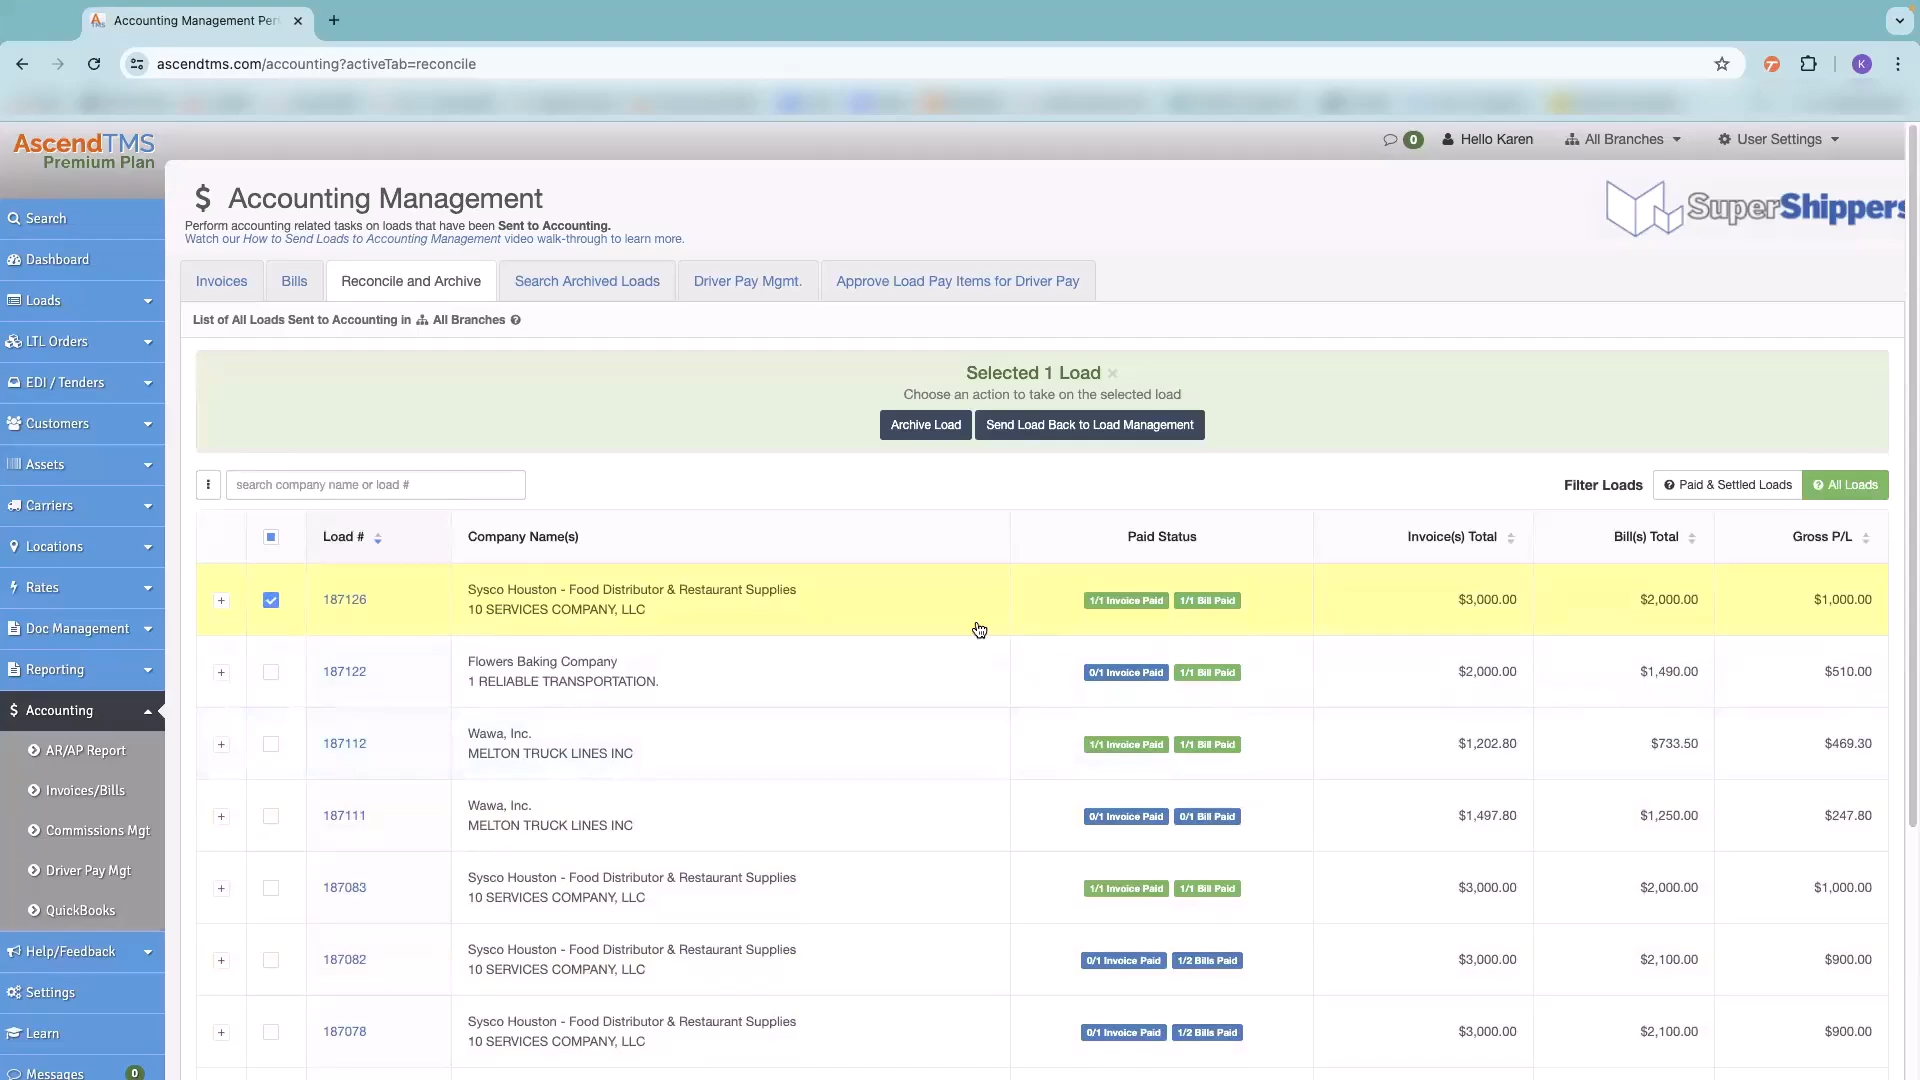 Accounting Management Per
ascendtms.com/accounting?activeTab=reconcile
K
AscendTMS
Premium Plan
0
Hello Karen
All Branches
User Settings
$ Accounting Management
Perform accounting related tasks on loads that have been Sent to Accounting.
Watch our How to Send Loads to Accounting Management video walk-through to learn more.
SuperShippers
Search
Dashboard
Loads
LTL Orders
EDI / Tenders
Customers
Assets
Carriers
Locations
Rates
Doc Management
Reporting
$ Accounting
AR/AP Report
Invoices/Bills
Commissions Mgt
Driver Pay Mgt
QuickBooks
Help/Feedback
Settings
Learn
Messages 0
Invoices Bills Reconcile and Archive Search Archived Loads Driver Pay Mgmt. Approve Load Pay Items for Driver Pay
List of All Loads Sent to Accounting in All Branches
Selected 1 Load ×
Choose an action to take on the selected load
Archive Load Send Load Back to Load Management
search company name or load #
Filter Loads Paid & Settled Loads All Loads
Load # Company Name(s) Paid Status Invoice(s) Total Bill(s) Total Gross P/L
+ 187126 Sysco Houston - Food Distributor & Restaurant Supplies
10 SERVICES COMPANY, LLC
1/1 Invoice Paid 1/1 Bill Paid $3,000.00 $2,000.00 $1,000.00
+ 187122 Flowers Baking Company
1 RELIABLE TRANSPORTATION.
0/1 Invoice Paid 1/1 Bill Paid $2,000.00 $1,490.00 $510.00
+ 187112 Wawa, Inc.
MELTON TRUCK LINES INC
1/1 Invoice Paid 1/1 Bill Paid $1,202.80 $733.50 $469.30
+ 187111 Wawa, Inc.
MELTON TRUCK LINES INC
0/1 Invoice Paid 0/1 Bill Paid $1,497.80 $1,250.00 $247.80
+ 187083 Sysco Houston - Food Distributor & Restaurant Supplies
10 SERVICES COMPANY, LLC
1/1 Invoice Paid 1/1 Bill Paid $3,000.00 $2,000.00 $1,000.00
+ 187082 Sysco Houston - Food Distributor & Restaurant Supplies
10 SERVICES COMPANY, LLC
0/1 Invoice Paid 1/2 Bills Paid $3,000.00 $2,100.00 $900.00
+ 187078 Sysco Houston - Food Distributor & Restaurant Supplies
10 SERVICES COMPANY, LLC
0/1 Invoice Paid 1/2 Bills Paid $3,000.00 $2,100.00 $900.00